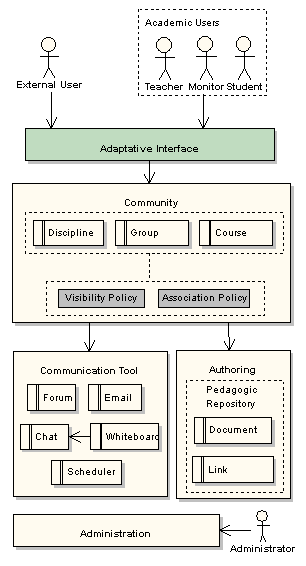 Academic Users
External User
Teacher Monitor Student
Adaptative Interface
Community
Discipline Group Course
Visibility Policy Association Policy
Communication Tool
Forum Email
Chat Whiteboard
Scheduler
Authoring
Pedagogic
Repository
Document
Link
Administration
Administrator